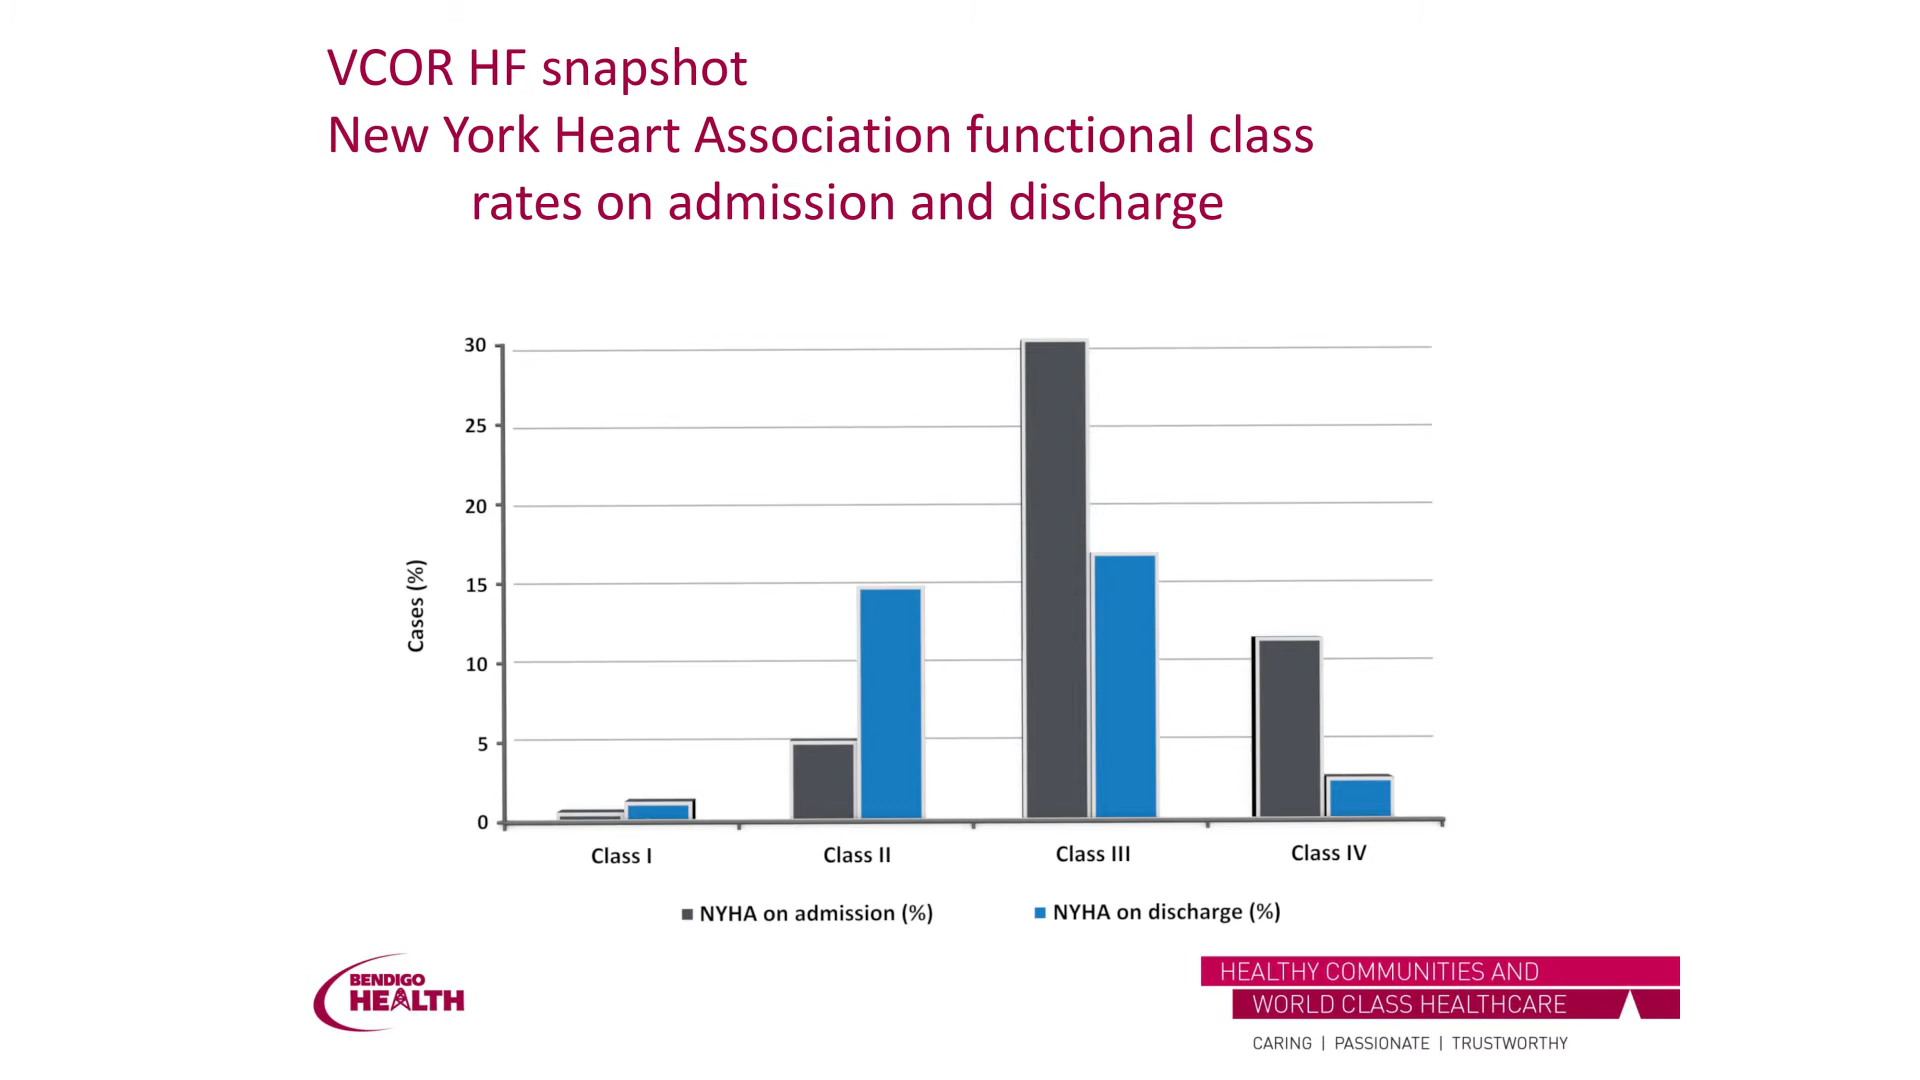 VCOR HF snapshot
New York Heart Association functional class
rates on admission and discharge
30
25
20
15
10
5
0
Cases (%)
Class I
Class II
Class III
Class IV
NYHA on admission (%)
NYHA on discharge (%)
BENDIGO
HEALTH
HEALTHY COMMUNITIES AND
WORLD CLASS HEALTHCARE
CARING | PASSIONATE | TRUSTWORTHY